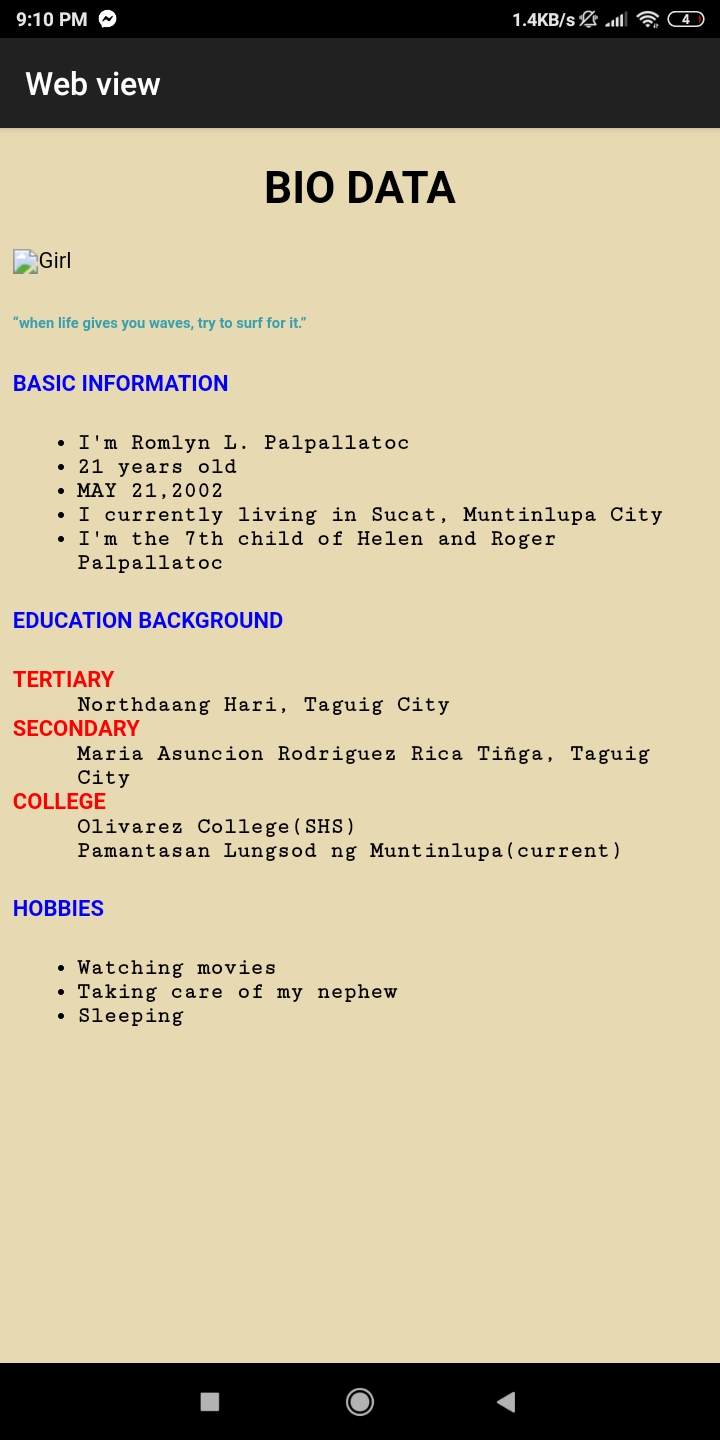 9:10 PM 1.4KB/s 4
Web view
BIO DATA
Girl
“when life gives you waves, try to surf for it.”
BASIC INFORMATION
• I'm Romlyn L. Palpallatoc
• 21 years old
• MAY 21,2002
• I currently living in Sucat, Muntinlupa City
• I'm the 7th child of Helen and Roger
Palpallatoc
EDUCATION BACKGROUND
TERTIARY
Northdaang Hari, Taguig City
SECONDARY
Maria Asuncion Rodriguez Rica Tiñga, Taguig
City
COLLEGE
Olivarez College(SHS)
Pamantasan Lungsod ng Muntinlupa(current)
HOBBIES
• Watching movies
• Taking care of my nephew
• Sleeping